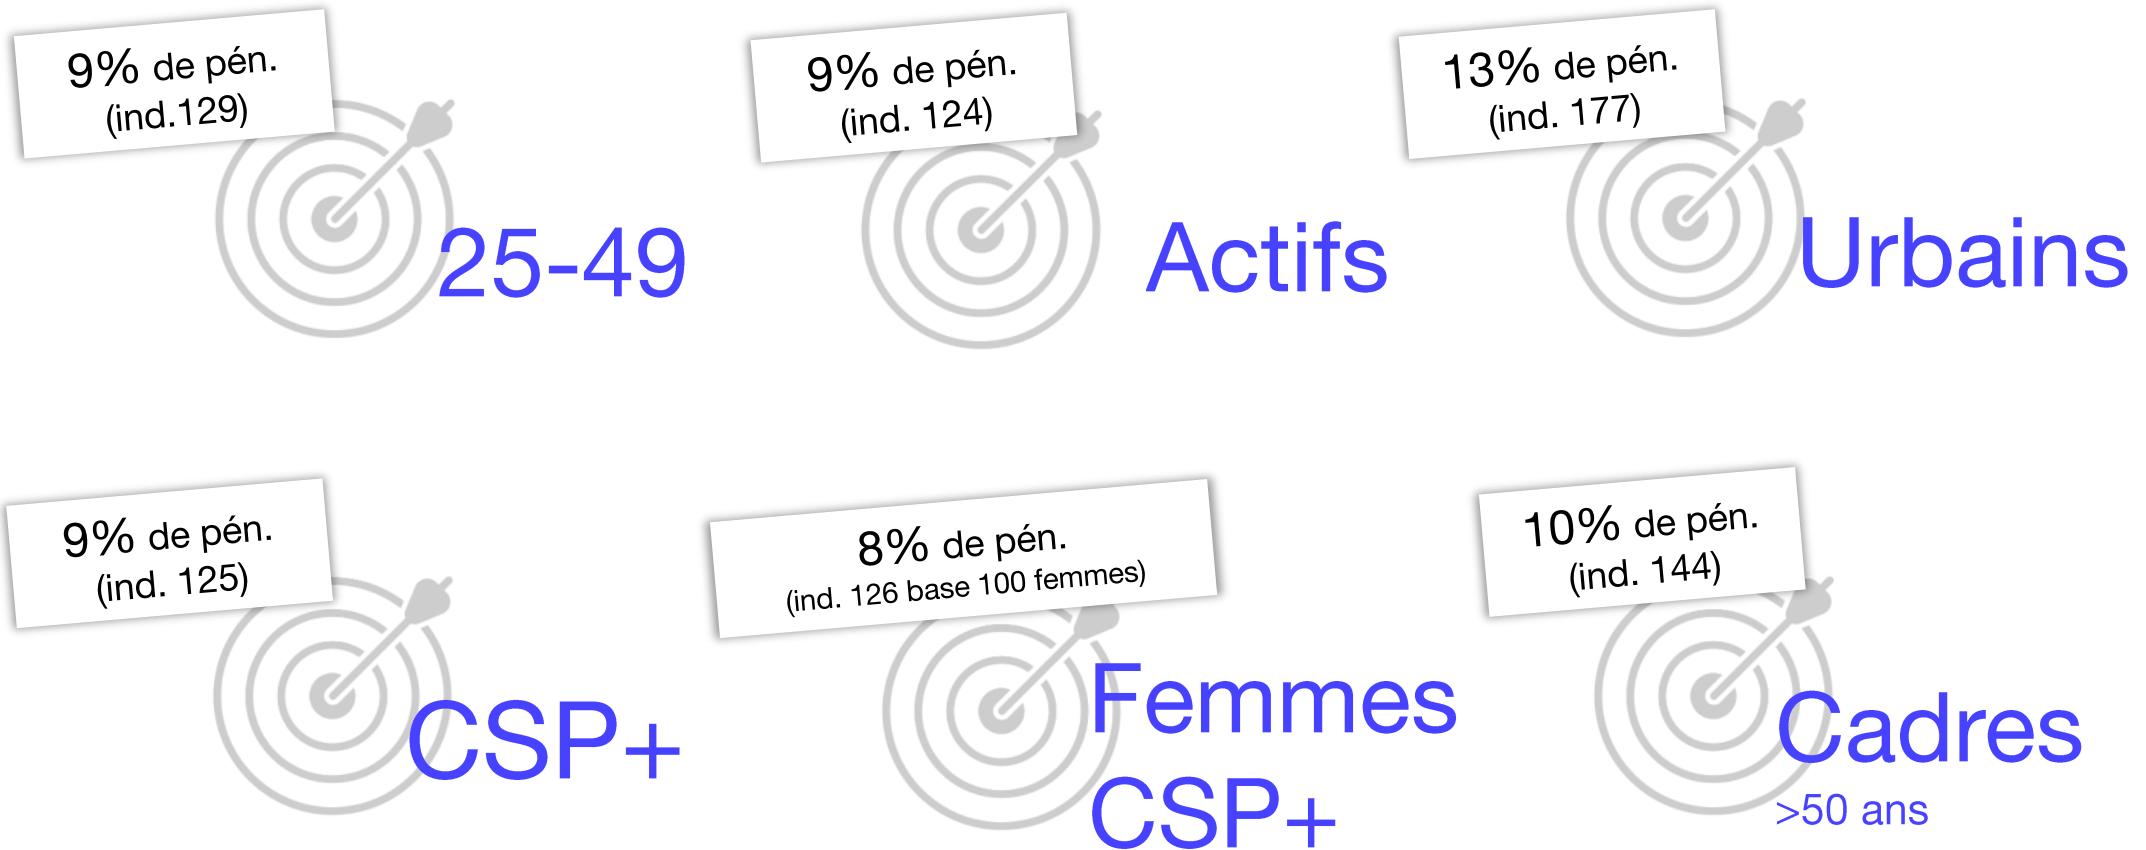 9% de pén.
(ind.129)
25-49
9% de pén.
(ind. 124)
Actifs
13% de pén.
(ind. 177)
Urbains
9% de pén.
(ind. 125)
CSP+
8% de pén.
(ind. 126 base 100 femmes)
Femmes
CSP+
10% de pén.
(ind. 144)
Cadres
>50 ans